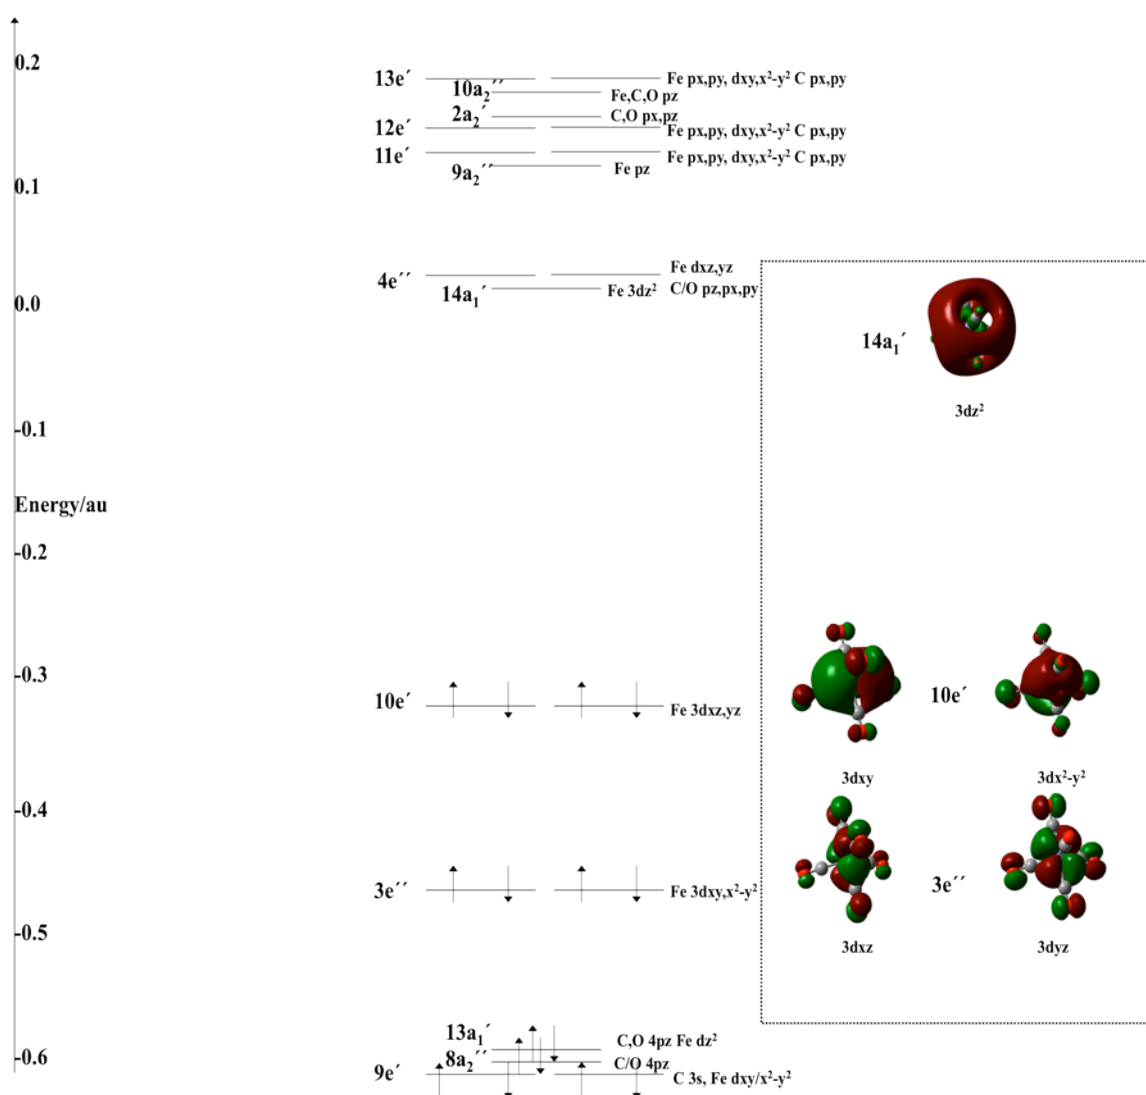 0.2
13e´ Fe px,py, dxy,x²-y² C px,py
10a₂´´ Fe,C,O pz
2a₂´ C,O px,pz
12e´ Fe px,py, dxy,x²-y² C px,py
11e´ Fe px,py, dxy,x²-y² C px,py
9a₂´´ Fe pz
0.1
4e´´ Fe dxz,yz
14a₁´ Fe 3dz² C/O pz,px,py
0.0
14a₁´
3dz²
-0.1
Energy/au
-0.2
-0.3
10e´ Fe 3dxz,yz
10e´
3dxy 3dx²-y²
-0.4
3e´´ Fe 3dxy,x²-y²
3e´´
-0.5
3dxz 3dyz
13a₁´ C,O 4pz Fe dz²
-0.6
8a₂´´ C/O 4pz
9e´ C 3s, Fe dxy/x²-y²